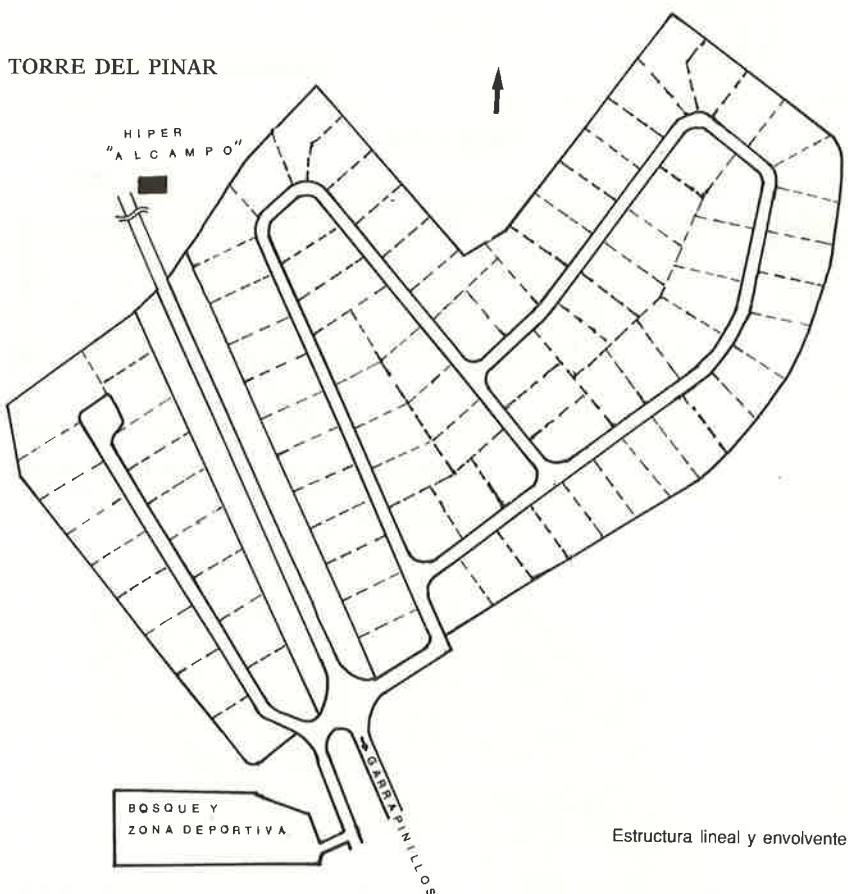 TORRE DEL PINAR
HIPER
"ALCAMPO"
GARRAPINILLOS
BOSQUE Y
ZONA DEPORTIVA
Estructura lineal y envolvente